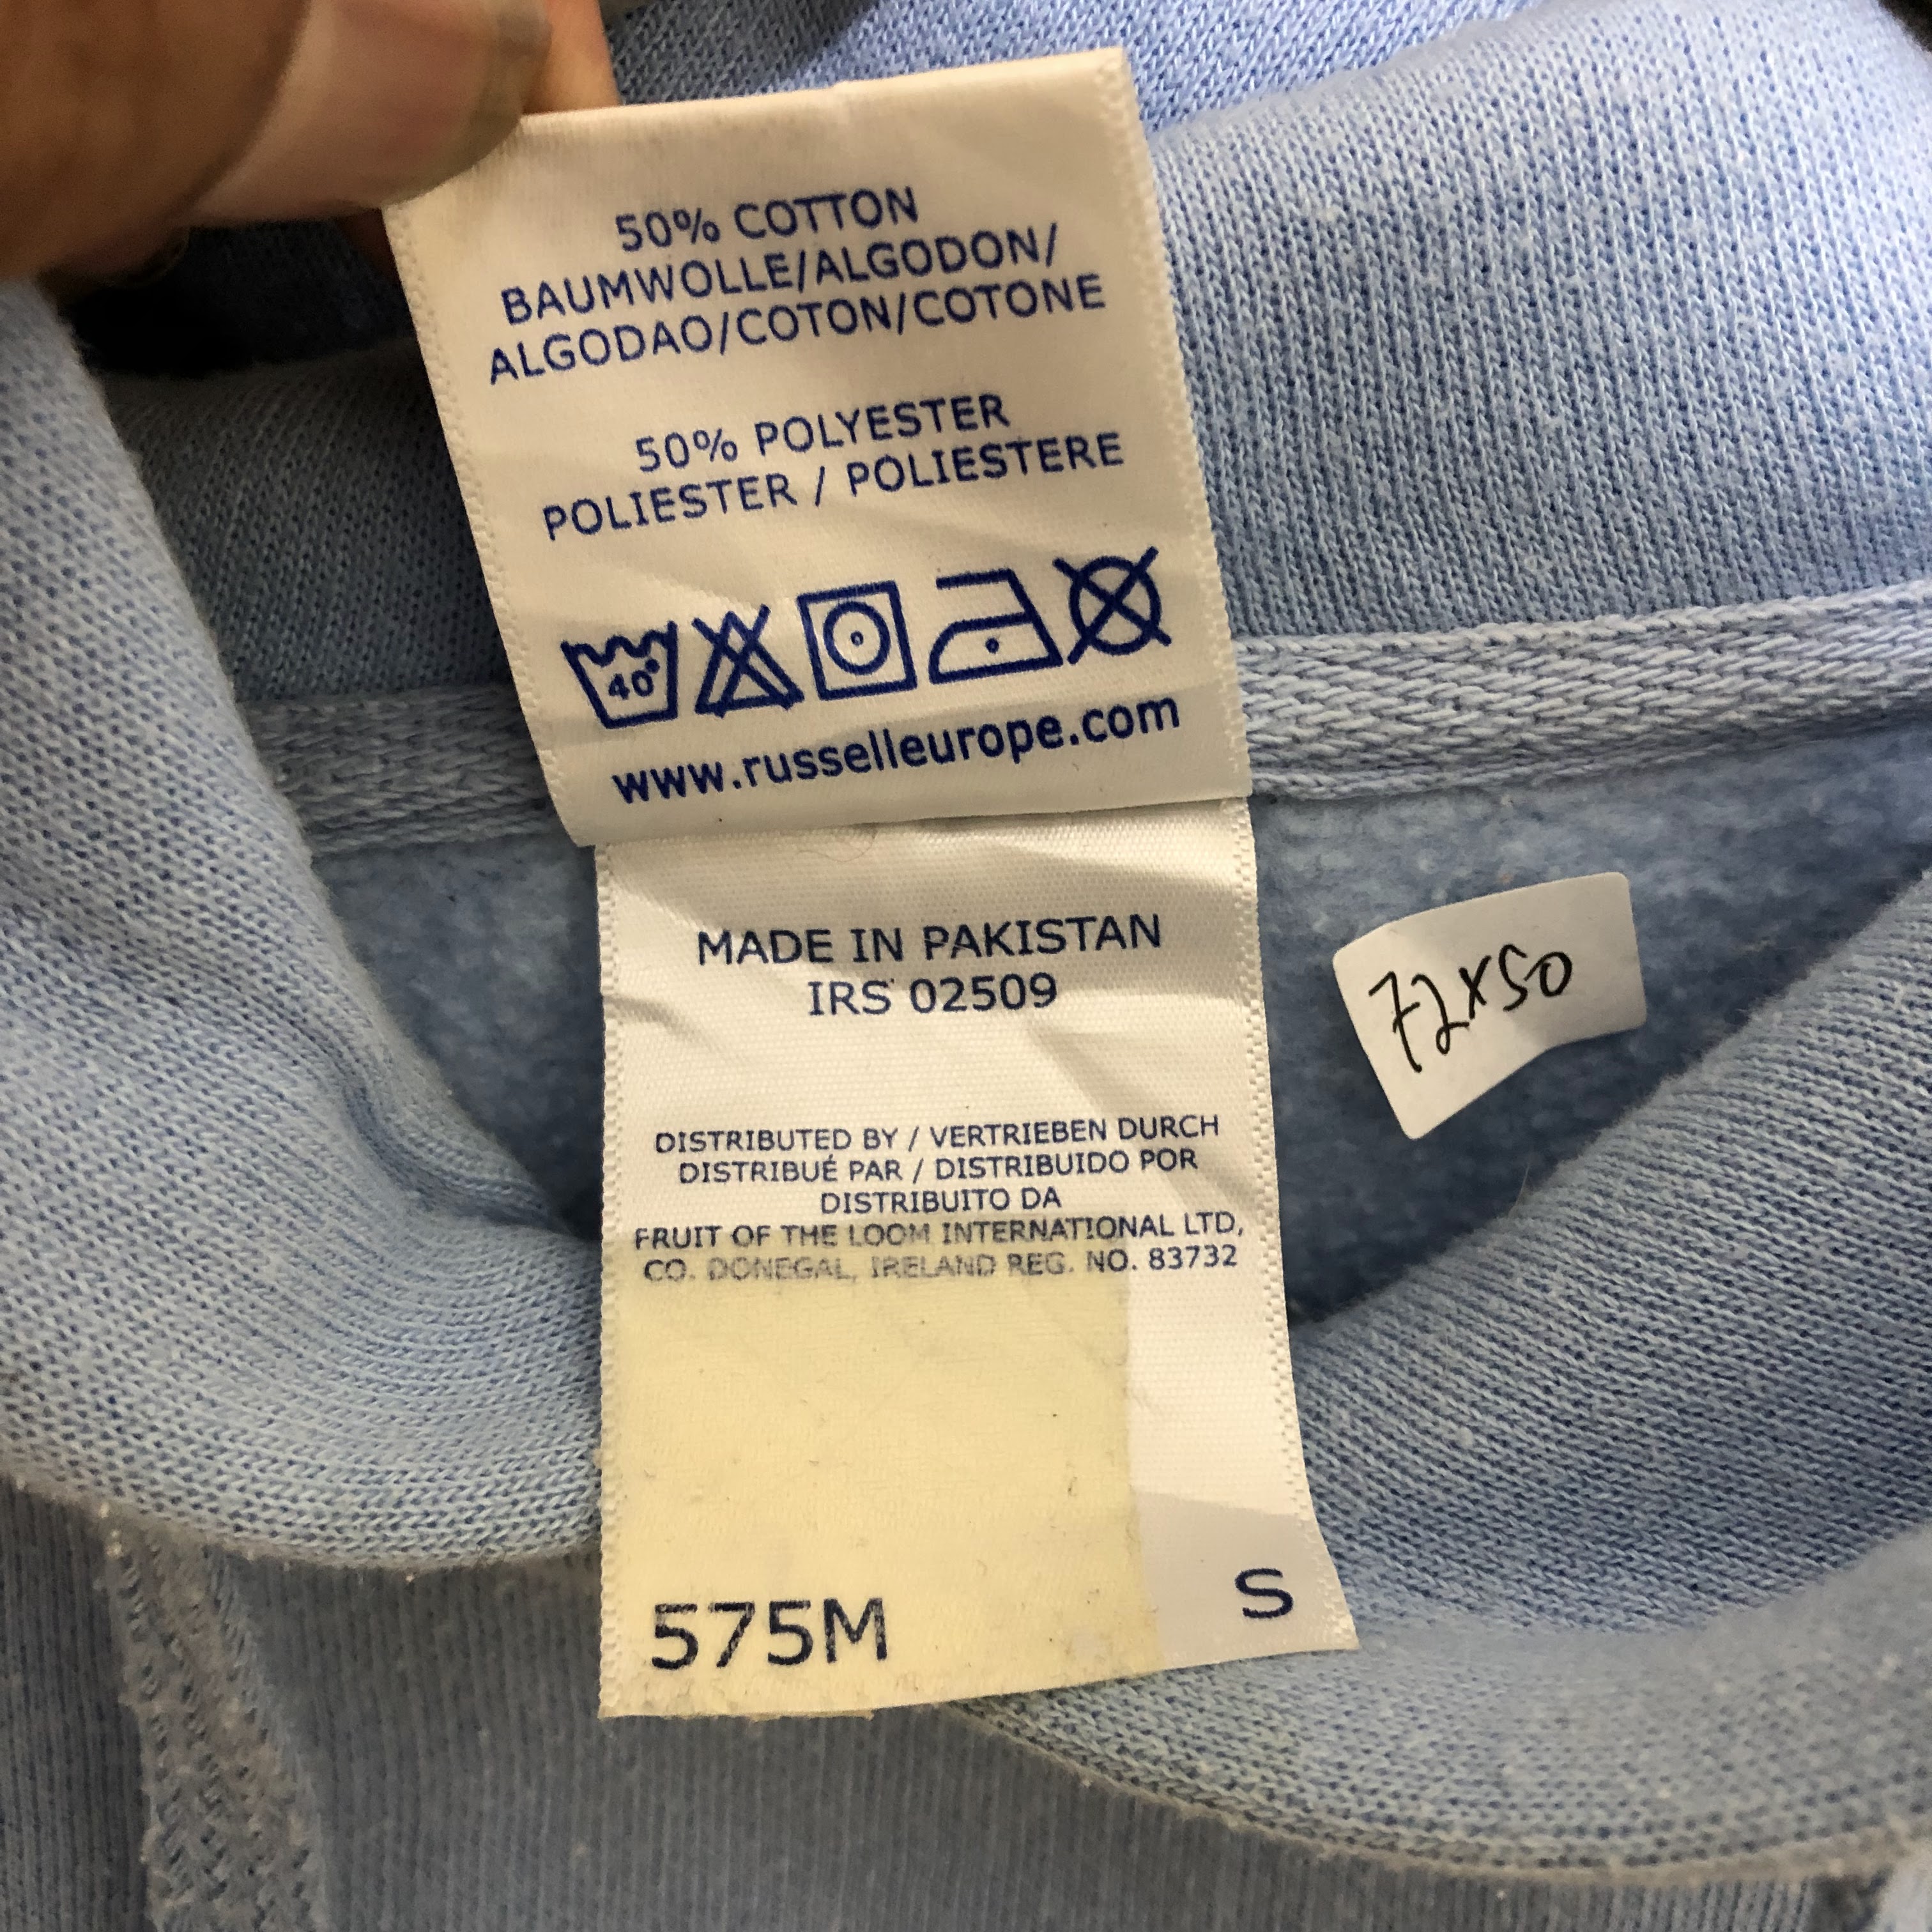 50% COTTON
BAUMWOLLE/ALGODON/
ALGODAO/COTON/COTONE
50% POLYESTER
POLIESTER / POLIESTERE
40°
www.russelleurope.com
MADE IN PAKISTAN
IRS 02509
72x50
DISTRIBUTED BY / VERTRIEBEN DURCH
DISTRIBUÉ PAR / DISTRIBUIDO POR
DISTRIBUITO DA
FRUIT OF THE LOOM INTERNATIONAL LTD,
CO. DONEGAL, IRELAND REG. NO. 83732
575M S